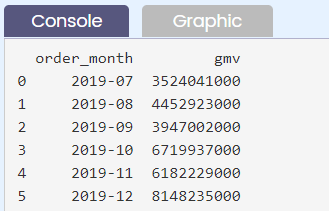 Console Graphic
order_month gmv
0 2019-07 3524041000
1 2019-08 4452923000
2 2019-09 3947002000
3 2019-10 6719937000
4 2019-11 6182229000
5 2019-12 8148235000